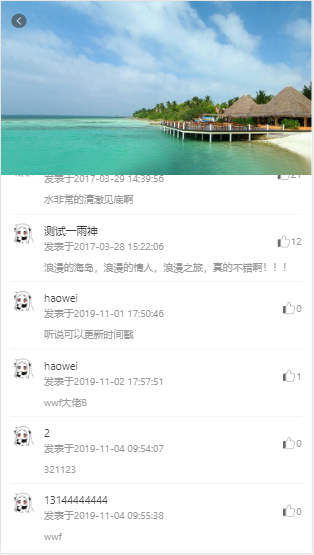 发表于2017-03-29 14:39:56
21
水非常的清澈见底啊
测试一雨神
发表于2017-03-28 15:22:06
12
浪漫的海岛，浪漫的情人，浪漫之旅，真的不错啊！！！
haowei
发表于2019-11-01 17:50:46
0
听说可以更新时间戳
haowei
发表于2019-11-02 17:57:51
1
wwf大佬B
2
发表于2019-11-04 09:54:07
0
321123
13144444444
发表于2019-11-04 09:55:38
0
wwf